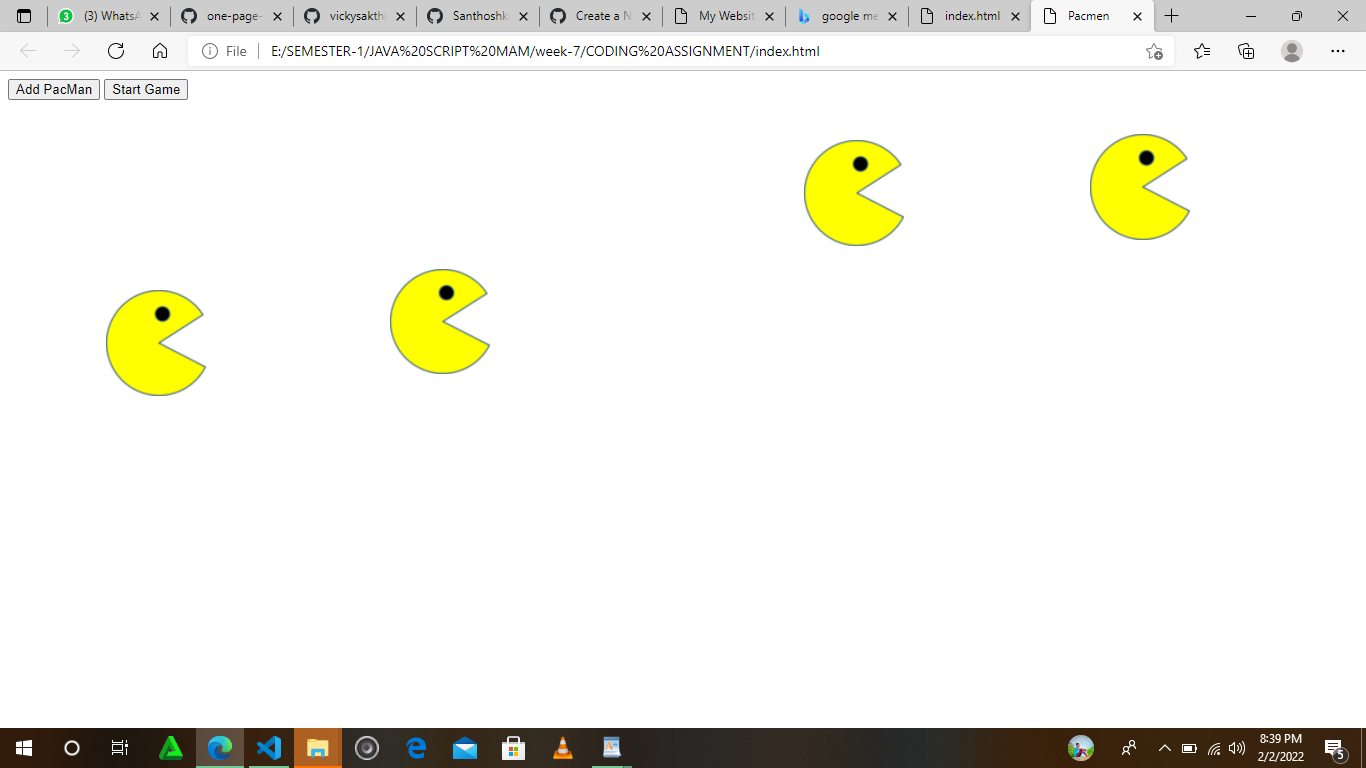 3 (3) WhatsA one-page- vickysakthi Santhoshk Create a N My Websit google me index.html Pacmen
File E:/SEMESTER-1/JAVA%20SCRIPT%20MAM/week-7/CODING%20ASSIGNMENT/index.html
Add PacMan Start Game
8:39 PM
2/2/2022
5